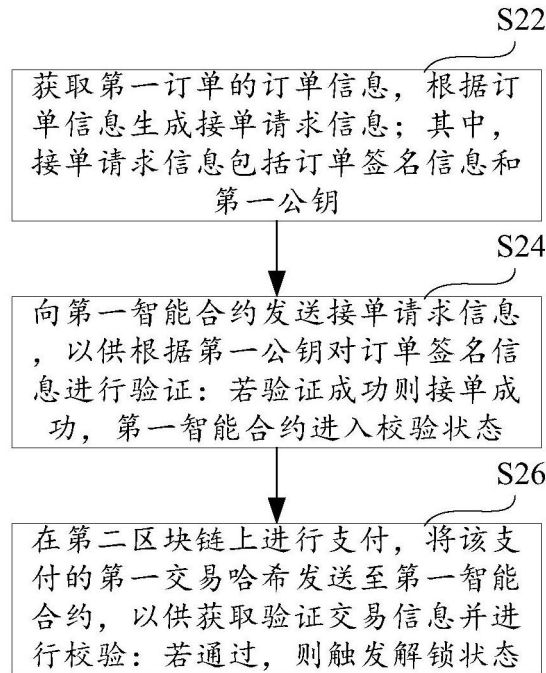 S22
获取第一订单的订单信息，根据订
单信息生成接单请求信息；其中，
接单请求信息包括订单签名信息和
第一公钥
S24
向第一智能合约发送接单请求信息
，以供根据第一公钥对订单签名信
息进行验证：若验证成功则接单成
功，第一智能合约进入校验状态
S26
在第二区块链上进行支付，将该支
付的第一交易哈希发送至第一智能
合约，以供获取验证交易信息并进
行校验：若通过，则触发解锁状态